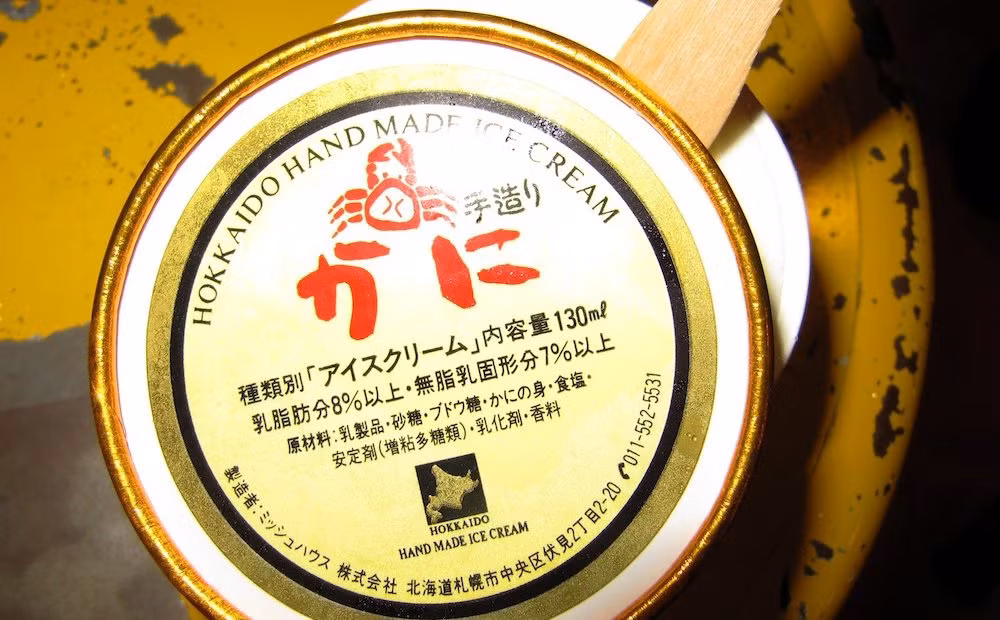 HOKKAIDO HAND MADE ICE CREAM
手造り
かに
種類別「アイスクリーム」内容量130mℓ
乳脂肪分8%以上・無脂乳固形分7%以上
原材料:乳製品・砂糖・ブドウ糖・かにの身・食塩・
安定剤(増粘多糖類)・乳化剤・香料
HOKKAIDO
HAND MADE ICE CREAM
製造者:ミッシュハウス 株式会社 北海道札幌市中央区伏見2丁目2-20 011-552-5531